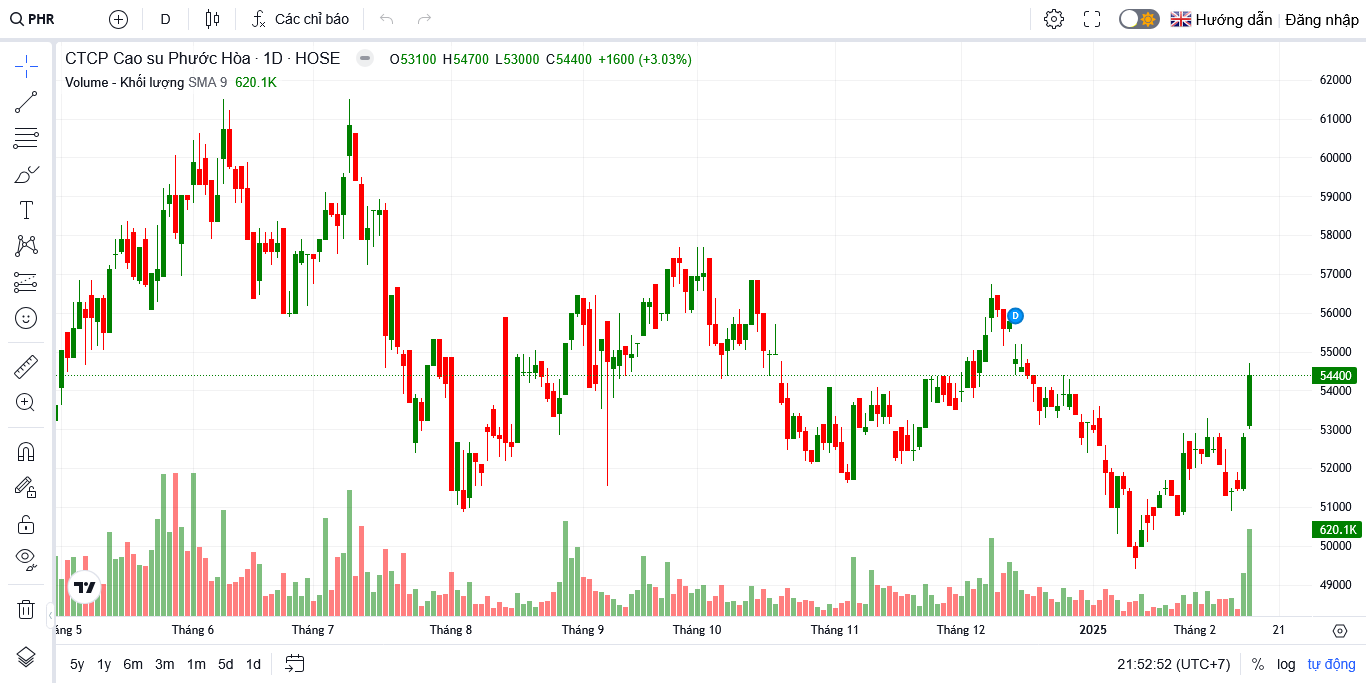 PHR D Các chỉ báo Hướng dẫn Đăng nhập
CTCP Cao su Phước Hòa · 1D · HOSE O53100 H54700 L53000 C54400 +1600 (+3.03%)
Volume - Khối lượng SMA 9 620.1K
62000
61000
60000
59000
58000
57000
56000
D
55000
54400
54000
53000
52000
51000
620.1K
50000
49000
áng 5 Tháng 6 Tháng 7 Tháng 8 Tháng 9 Tháng 10 Tháng 11 Tháng 12 2025 Tháng 2 21
5y 1y 6m 3m 1m 5d 1d 21:52:52 (UTC+7) % log tự động